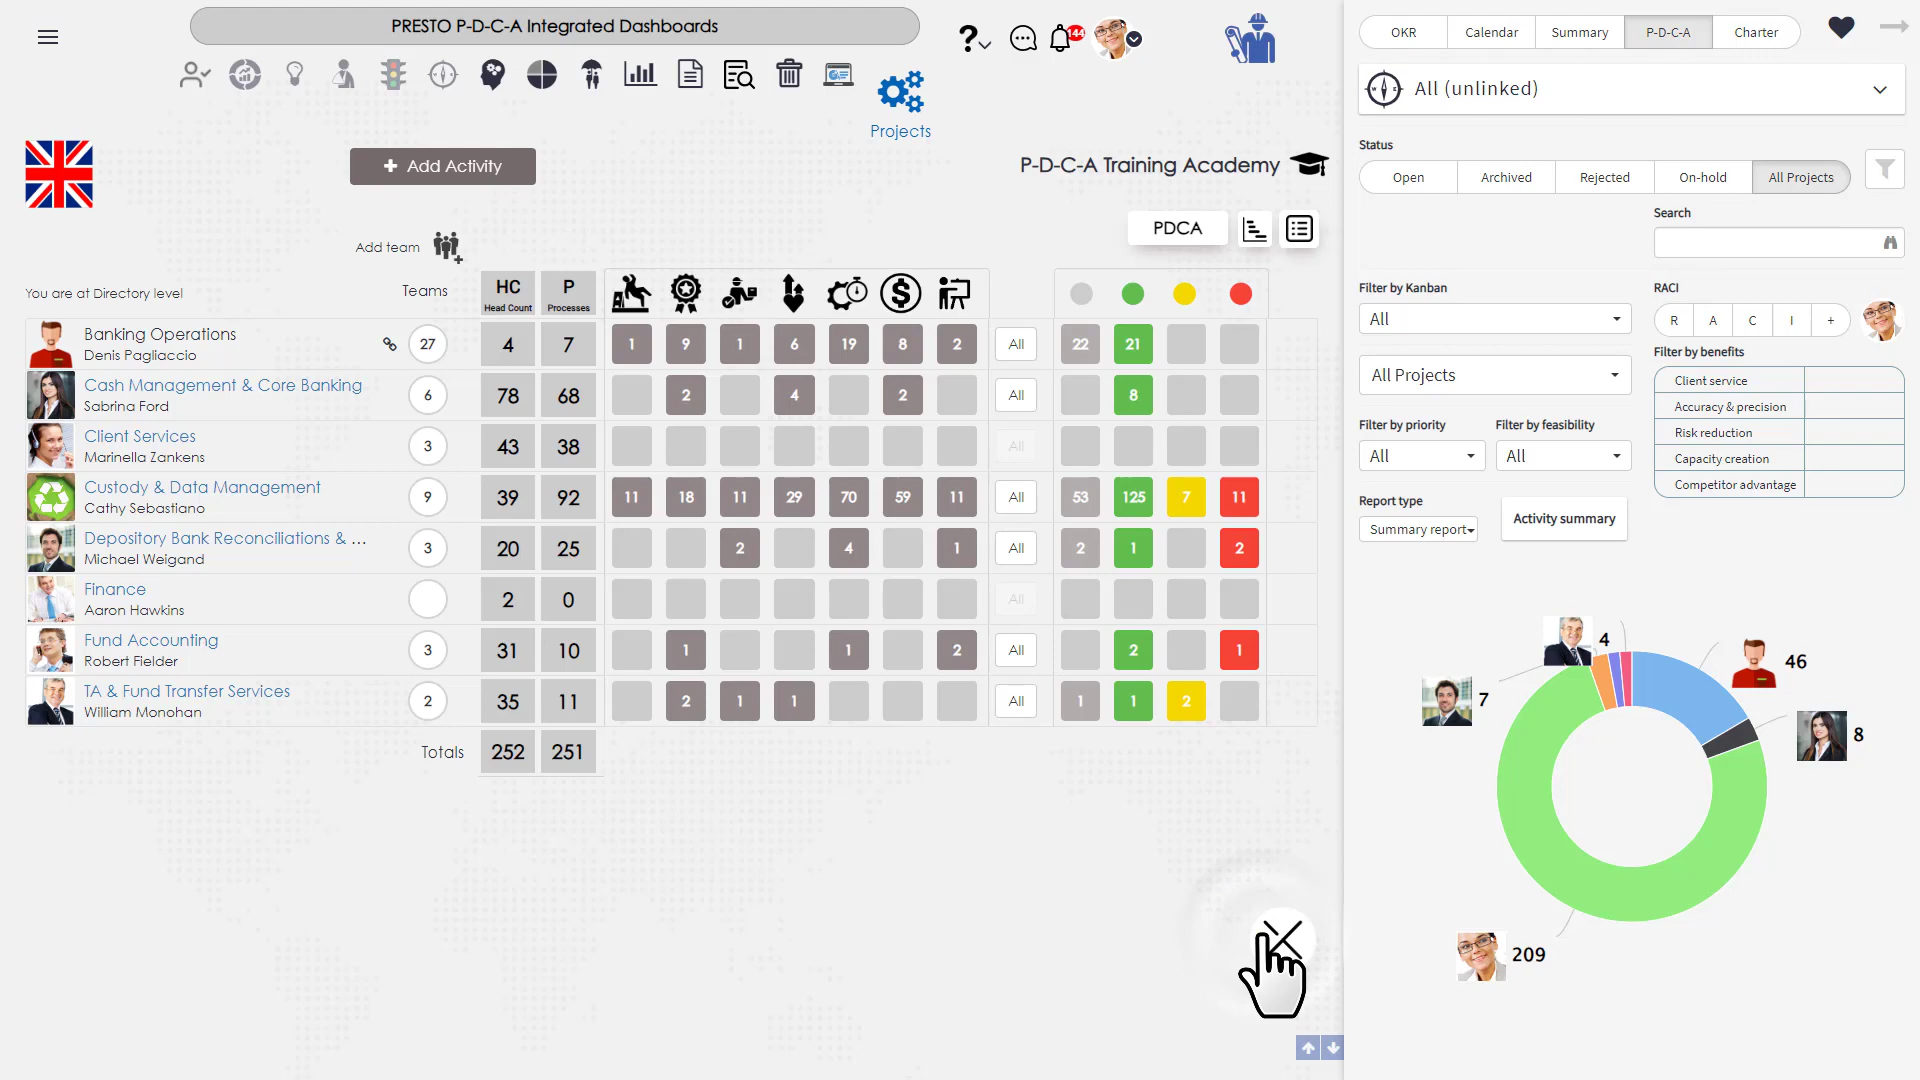 PRESTO P-D-C-A Integrated Dashboards
144
Projects
Add Activity
P-D-C-A Training Academy
PDCA
Add team
You are at Directory level
Teams
HC
Head Count
P
Processes
Banking Operations
Denis Pagliaccio
27 4 7 1 9 1 6 19 8 2 All 22 21
Cash Management & Core Banking
Sabrina Ford
6 78 68 2 4 2 All 8
Client Services
Marinella Zankens
3 43 38 All
Custody & Data Management
Cathy Sebastiano
9 39 92 11 18 11 29 70 59 11 All 53 125 7 11
Depository Bank Reconciliations & ...
Michael Weigand
3 20 25 2 4 1 All 2 1 2
Finance
Aaron Hawkins
2 0 All
Fund Accounting
Robert Fielder
3 31 10 1 1 2 All 2 1
TA & Fund Transfer Services
William Monohan
2 35 11 2 1 1 All 1 1 2
Totals 252 251
OKR Calendar Summary P-D-C-A Charter
All (unlinked)
Status
Open Archived Rejected On-hold All Projects
Search
Filter by Kanban
All
RACI
R A C I +
All Projects
Filter by benefits
Client service
Accuracy & precision
Risk reduction
Capacity creation
Competitor advantage
Filter by priority
All
Filter by feasibility
All
Report type
Summary report
Activity summary
4
46
7
8
209